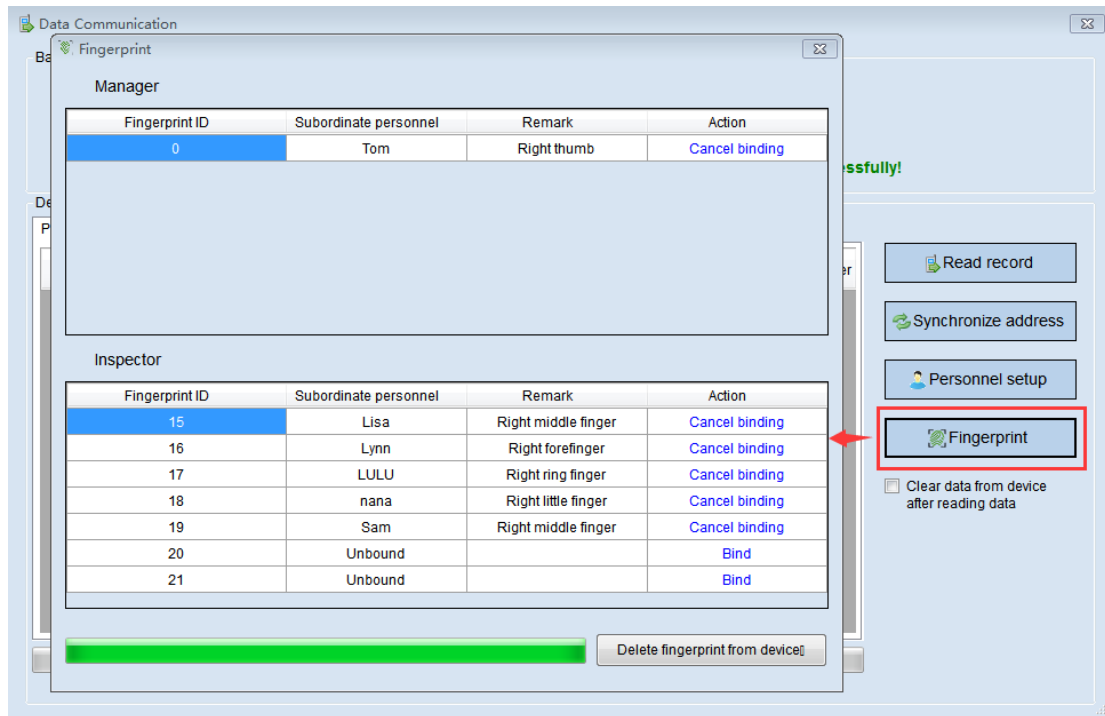 Data Communication
Ba
Fingerprint
Manager
Fingerprint ID Subordinate personnel Remark Action
0 Tom Right thumb Cancel binding
ssfully!
De
P
er
Read record
Synchronize address
Inspector
Personnel setup
Fingerprint ID Subordinate personnel Remark Action
15 Lisa Right middle finger Cancel binding
16 Lynn Right forefinger Cancel binding
Fingerprint
17 LULU Right ring finger Cancel binding
18 nana Right little finger Cancel binding
19 Sam Right middle finger Cancel binding
20 Unbound Bind
21 Unbound Bind
Clear data from device
after reading data
Delete fingerprint from device